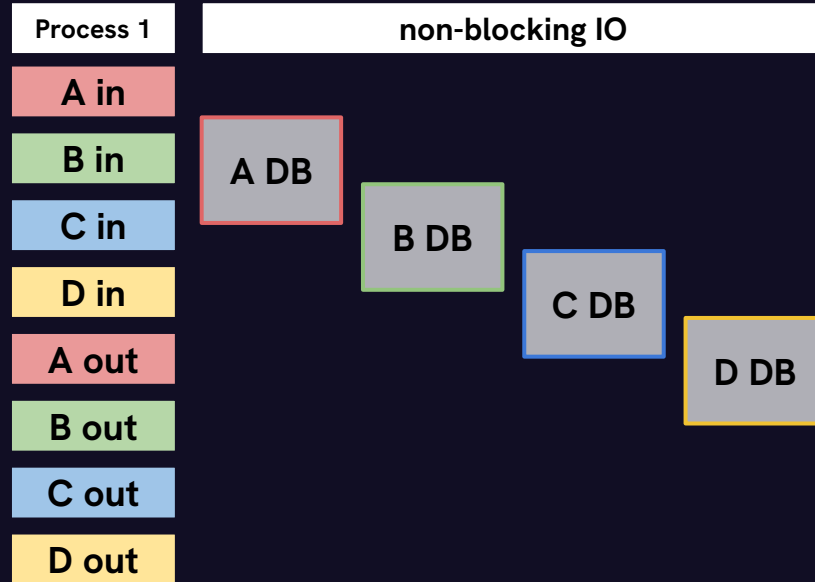 Process 1
non-blocking IO
A in
B in
C in
D in
A out
B out
C out
D out
A DB
B DB
C DB
D DB